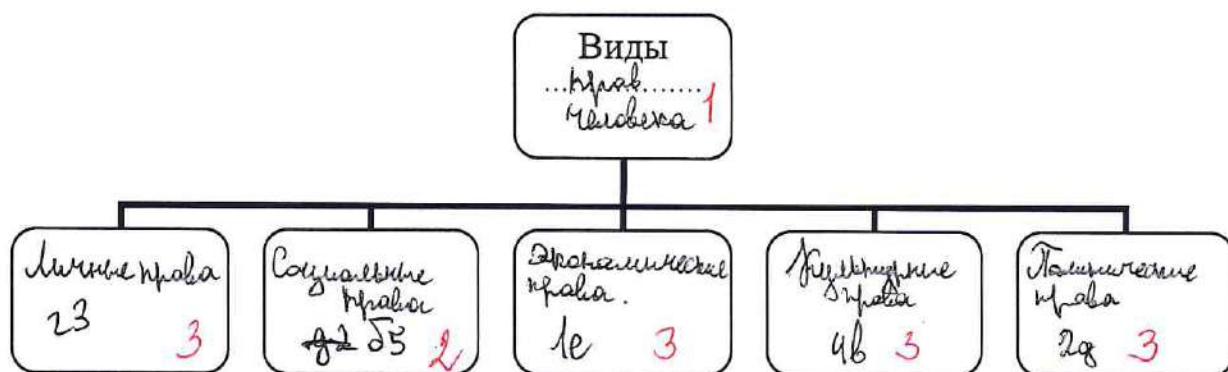 Виды
....прав.......
человека 1
Личные права
г3 3
Социальные
права
д2 б5 2
Экономические
права.
1е 3
Культурные
права
4в 3
Политические
права
2д 3